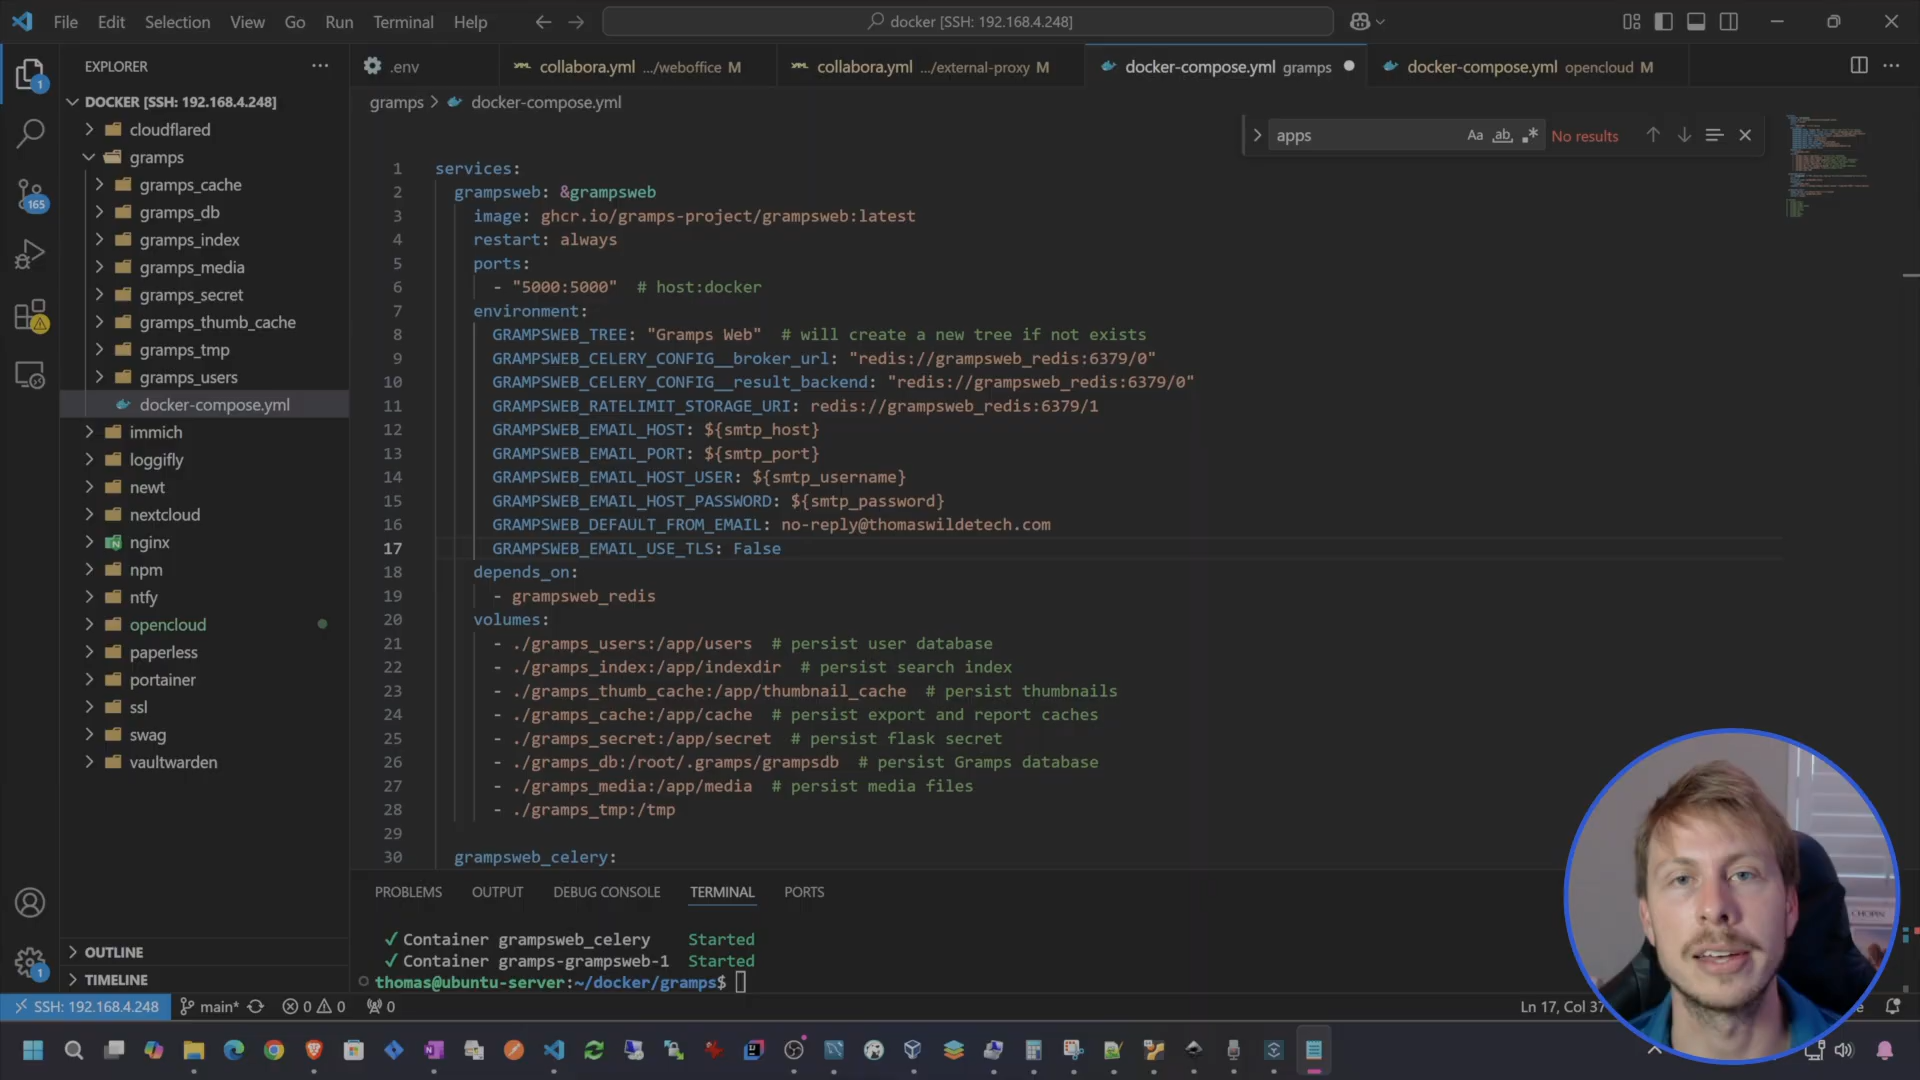 File Edit Selection View Go Run Terminal Help
docker [SSH: 192.168.4.248]
EXPLORER
.env
collabora.yml .../weboffice M
collabora.yml .../external-proxy M
docker-compose.yml gramps
docker-compose.yml opencloud M
DOCKER [SSH: 192.168.4.248]
gramps > docker-compose.yml
apps
Aa ab .* No results
cloudflared
gramps
gramps_cache
gramps_db
gramps_index
gramps_media
gramps_secret
gramps_thumb_cache
gramps_tmp
gramps_users
docker-compose.yml
immich
loggifly
newt
nextcloud
nginx
npm
ntfy
opencloud
paperless
portainer
ssl
swag
vaultwarden
OUTLINE
TIMELINE
1
165
1
1 services:
2 grampsweb: &grampsweb
3 image: ghcr.io/gramps-project/grampsweb:latest
4 restart: always
5 ports:
6 - "5000:5000" # host:docker
7 environment:
8 GRAMPSWEB_TREE: "Gramps Web" # will create a new tree if not exists
9 GRAMPSWEB_CELERY_CONFIG__broker_url: "redis://grampsweb_redis:6379/0"
10 GRAMPSWEB_CELERY_CONFIG__result_backend: "redis://grampsweb_redis:6379/0"
11 GRAMPSWEB_RATELIMIT_STORAGE_URI: redis://grampsweb_redis:6379/1
12 GRAMPSWEB_EMAIL_HOST: ${smtp_host}
13 GRAMPSWEB_EMAIL_PORT: ${smtp_port}
14 GRAMPSWEB_EMAIL_HOST_USER: ${smtp_username}
15 GRAMPSWEB_EMAIL_HOST_PASSWORD: ${smtp_password}
16 GRAMPSWEB_DEFAULT_FROM_EMAIL: no-reply@thomaswildetech.com
17 GRAMPSWEB_EMAIL_USE_TLS: False
18 depends_on:
19 - grampsweb_redis
20 volumes:
21 - ./gramps_users:/app/users # persist user database
22 - ./gramps_index:/app/indexdir # persist search index
23 - ./gramps_thumb_cache:/app/thumbnail_cache # persist thumbnails
24 - ./gramps_cache:/app/cache # persist export and report caches
25 - ./gramps_secret:/app/secret # persist flask secret
26 - ./gramps_db:/root/.gramps/grampsdb # persist Gramps database
27 - ./gramps_media:/app/media # persist media files
28 - ./gramps_tmp:/tmp
29
30 grampsweb_celery:
PROBLEMS OUTPUT DEBUG CONSOLE TERMINAL PORTS
✓ Container grampsweb_celery Started
✓ Container gramps-grampsweb-1 Started
thomas@ubuntu-server:~/docker/gramps$
CHOPIN
SSH: 192.168.4.248 main* 0 0 0
Ln 17, Col 37